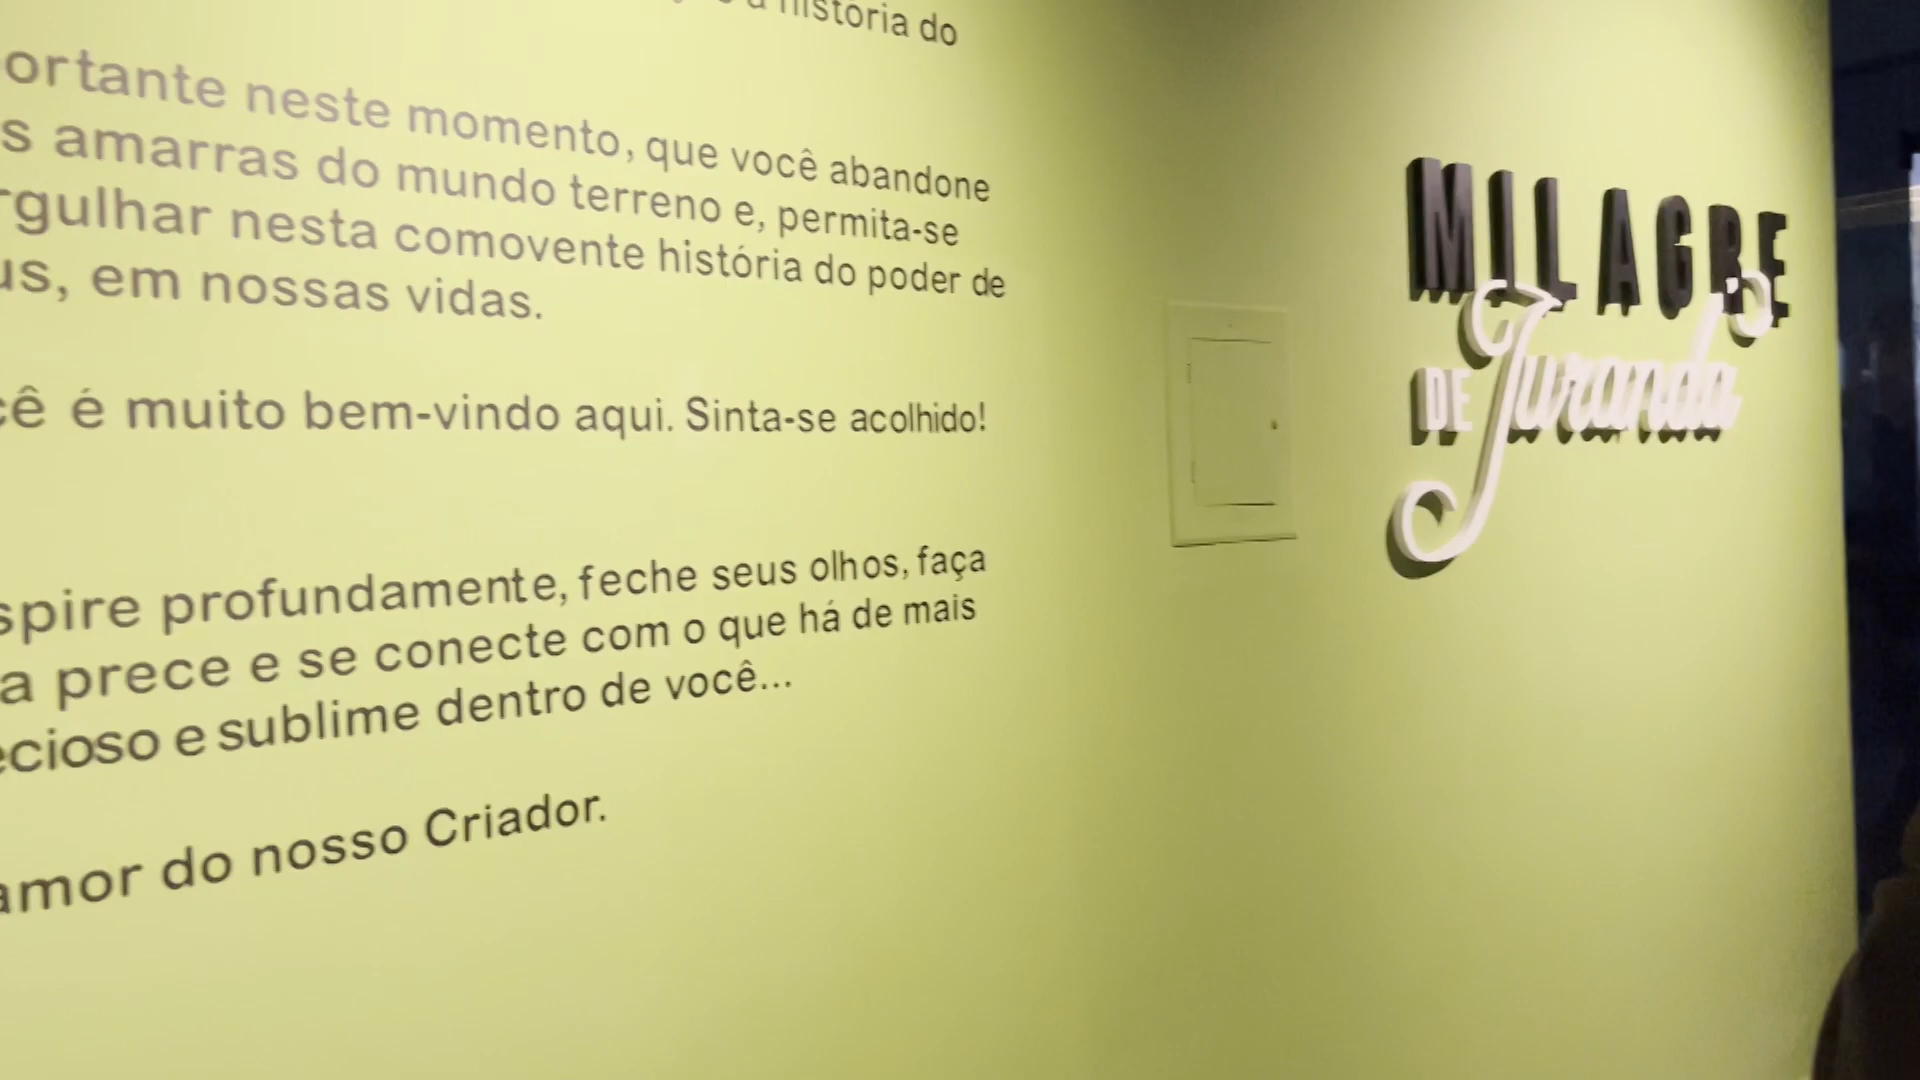 história do
ortante neste momento, que você abandone
s amarras do mundo terreno e, permita-se
rgulhar nesta comovente história do poder de
us, em nossas vidas.
cê é muito bem-vindo aqui. Sinta-se acolhido!
spire profundamente, feche seus olhos, faça
a prece e se conecte com o que há de mais
ecioso e sublime dentro de você...
amor do nosso Criador.
MILAGRE
DE Juranda